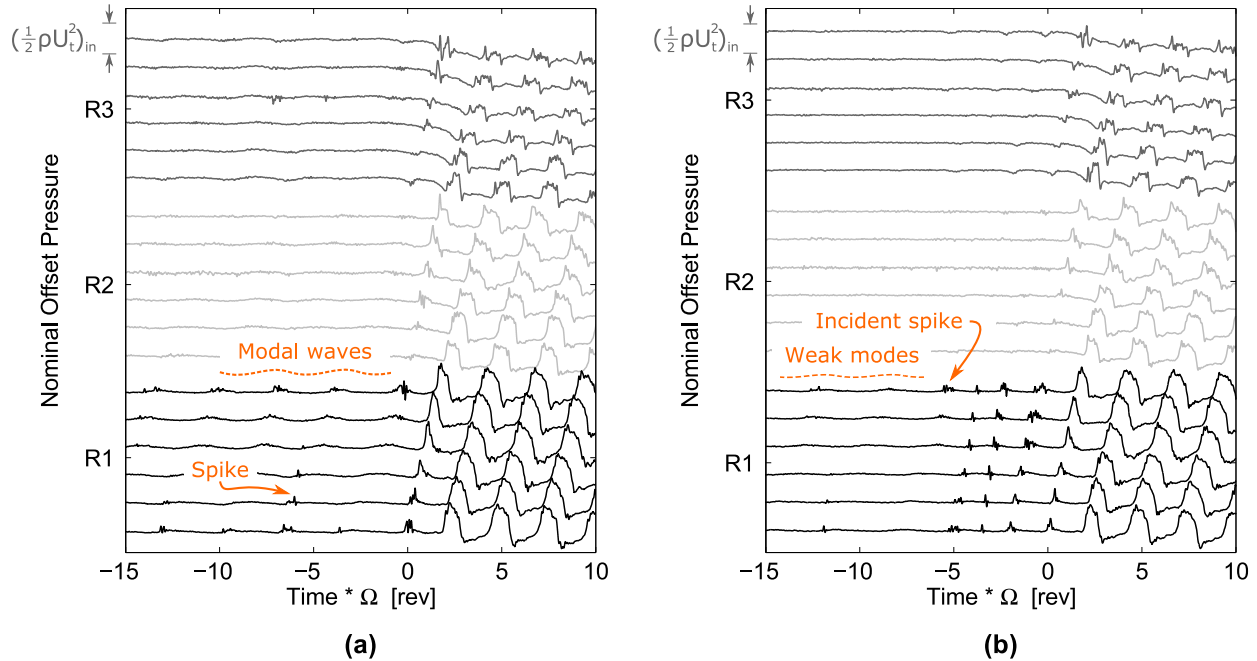 (½ρU²t)in
R3
R2
R1
Nominal Offset Pressure
Modal waves
Spike
−15 −10 −5 0 5 10
Time * Ω [rev]
(a)
(½ρU²t)in
R3
R2
R1
Nominal Offset Pressure
Incident spike
Weak modes
−15 −10 −5 0 5 10
Time * Ω [rev]
(b)